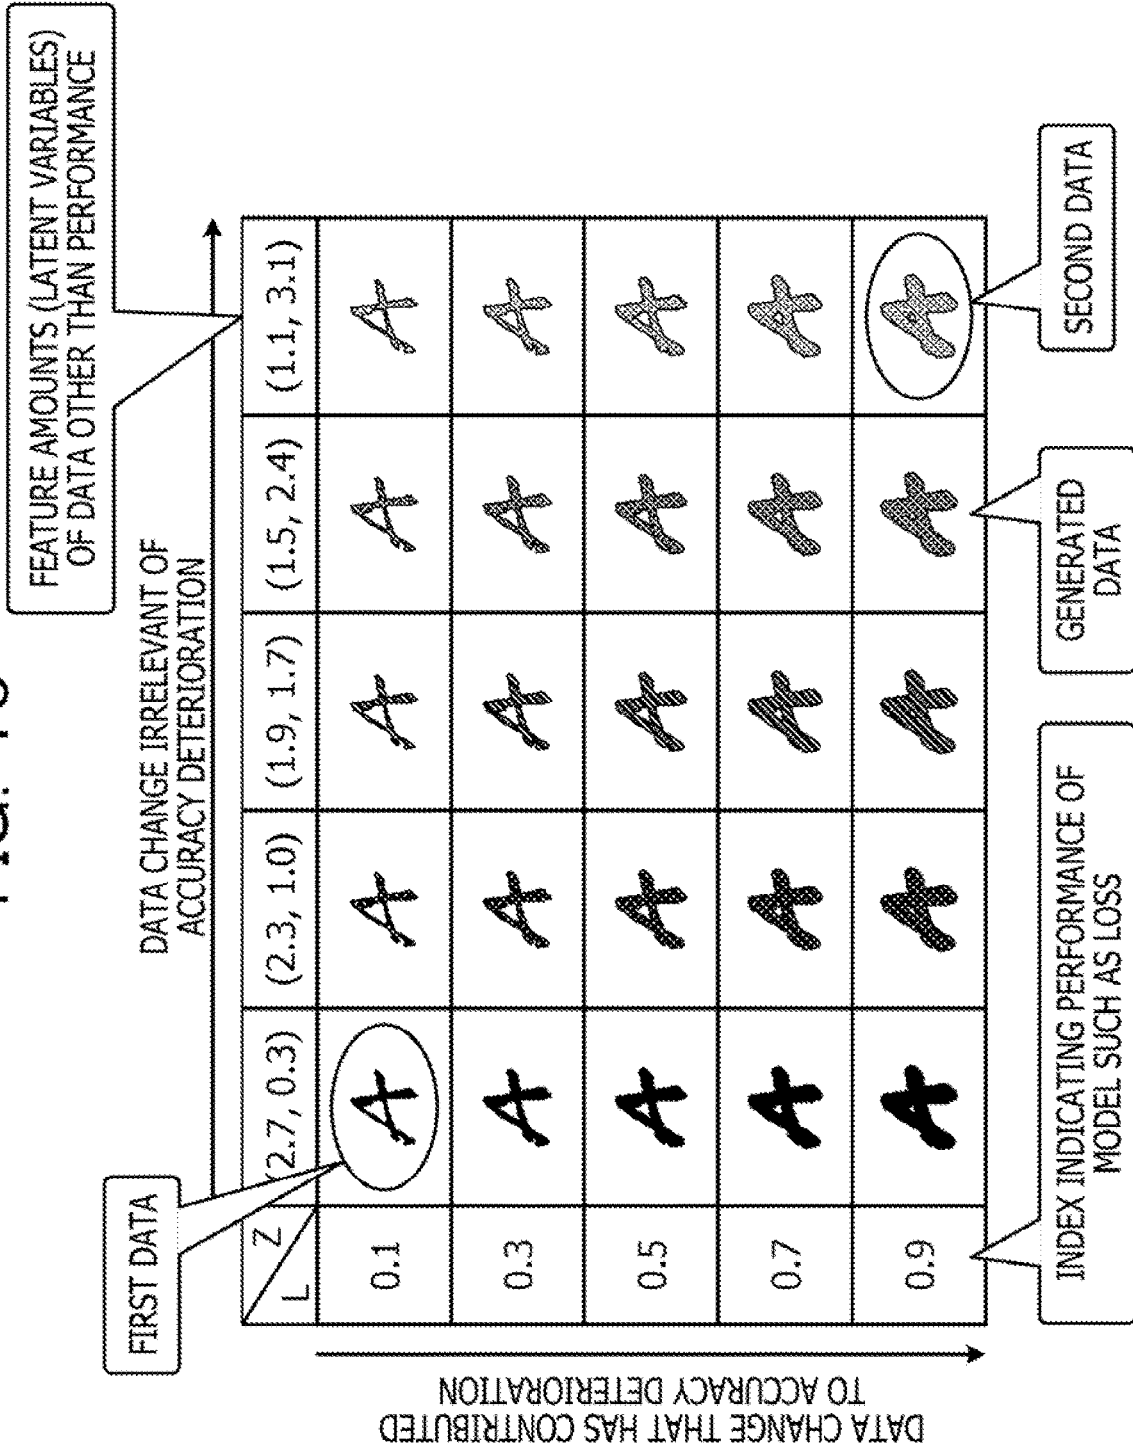 FEATURE AMOUNTS (LATENT VARIABLES)
OF DATA OTHER THAN PERFORMANCE
DATA CHANGE IRRELEVANT OF
ACCURACY DETERIORATION
FIRST DATA
Z
L
(2.7, 0.3) (2.3, 1.0) (1.9, 1.7) (1.5, 2.4) (1.1, 3.1)
0.1 A A A A A
0.3 A A A A A
0.5 A A A A A
0.7 A A A A A
0.9 A A A A A
DATA CHANGE THAT HAS CONTRIBUTED
TO ACCURACY DETERIORATION
INDEX INDICATING PERFORMANCE OF
MODEL SUCH AS LOSS
GENERATED
DATA
SECOND DATA